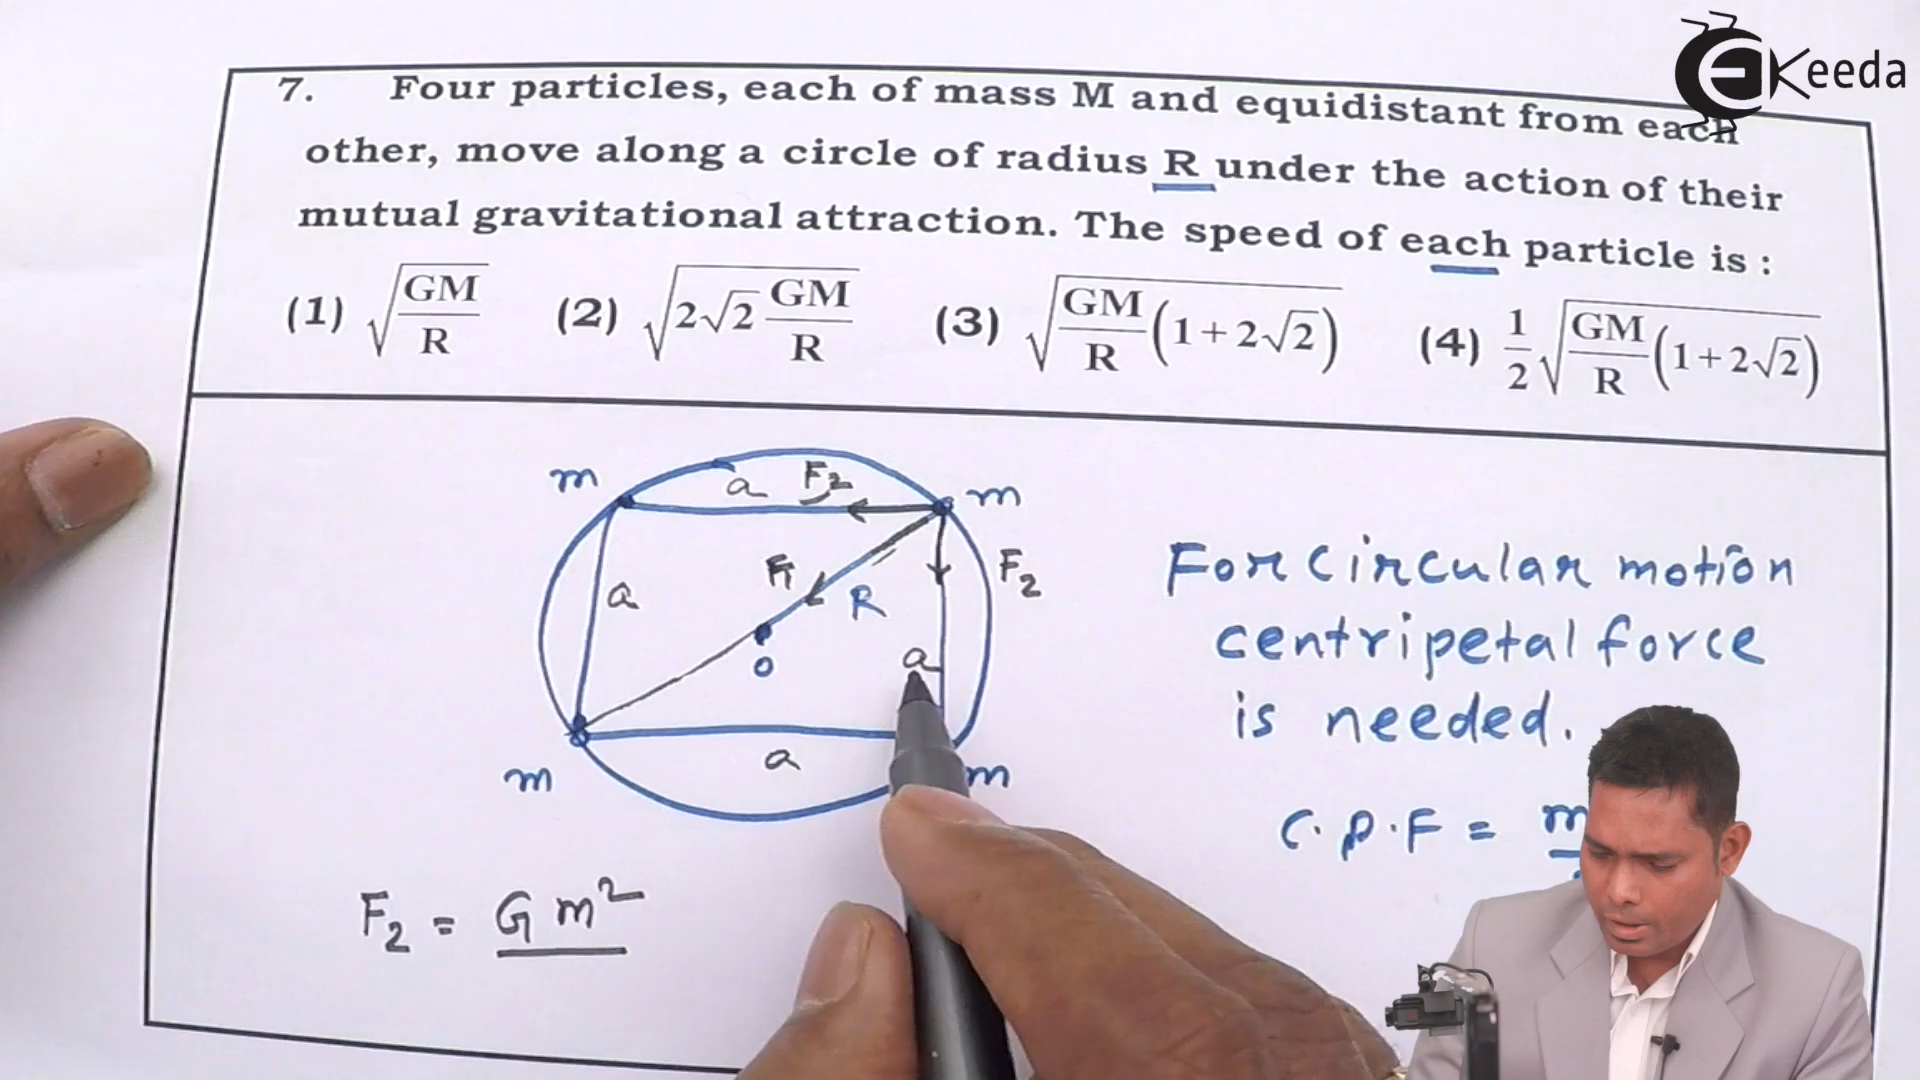 EKeeda
7. Four particles, each of mass M and equidistant from each
other, move along a circle of radius R under the action of their
mutual gravitational attraction. The speed of each particle is :
(1) √(GM/R) (2) √(2√2 GM/R) (3) √(GM/R (1+2√2)) (4) 1/2 √(GM/R (1+2√2))
m a F2 m
F1 R F2
a
o a
m a m
For circular motion
centripetal force
is needed.
C.P.F = m
F2 = Gm²